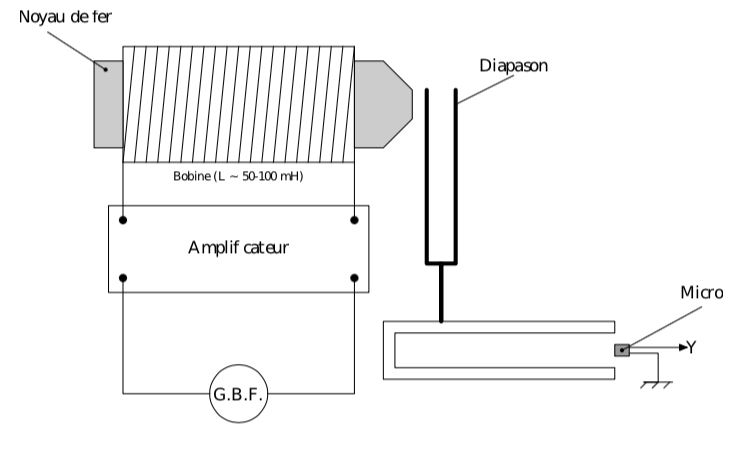 Noyau de fer
Diapason
Bobine (L ~ 50-100 mH)
Amplif cateur
Micro
Y
G.B.F.